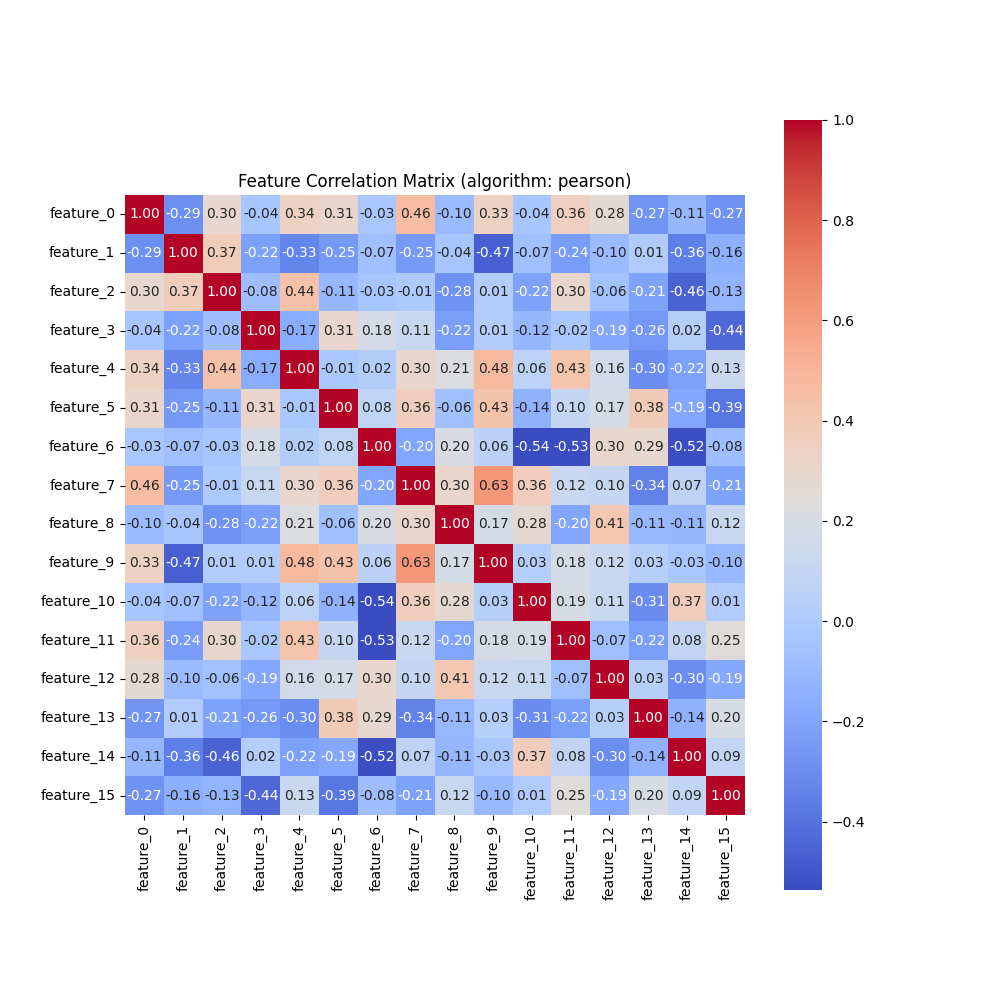 Feature Correlation Matrix (algorithm: pearson)
feature_0 1.00 -0.29 0.30 -0.04 0.34 0.31 -0.03 0.46 -0.10 0.33 -0.04 0.36 0.28 -0.27 -0.11 -0.27
feature_1 -0.29 1.00 0.37 -0.22 -0.33 -0.25 -0.07 -0.25 -0.04 -0.47 -0.07 -0.24 -0.10 0.01 -0.36 -0.16
feature_2 0.30 0.37 1.00 -0.08 0.44 -0.11 -0.03 -0.01 -0.28 0.01 -0.22 0.30 -0.06 -0.21 -0.46 -0.13
feature_3 -0.04 -0.22 -0.08 1.00 -0.17 0.31 0.18 0.11 -0.22 0.01 -0.12 -0.02 -0.19 -0.26 0.02 -0.44
feature_4 0.34 -0.33 0.44 -0.17 1.00 -0.01 0.02 0.30 0.21 0.48 0.06 0.43 0.16 -0.30 -0.22 0.13
feature_5 0.31 -0.25 -0.11 0.31 -0.01 1.00 0.08 0.36 -0.06 0.43 -0.14 0.10 0.17 0.38 -0.19 -0.39
feature_6 -0.03 -0.07 -0.03 0.18 0.02 0.08 1.00 -0.20 0.20 0.06 -0.54 -0.53 0.30 0.29 -0.52 -0.08
feature_7 0.46 -0.25 -0.01 0.11 0.30 0.36 -0.20 1.00 0.30 0.63 0.36 0.12 0.10 -0.34 0.07 -0.21
feature_8 -0.10 -0.04 -0.28 -0.22 0.21 -0.06 0.20 0.30 1.00 0.17 0.28 -0.20 0.41 -0.11 -0.11 0.12
feature_9 0.33 -0.47 0.01 0.01 0.48 0.43 0.06 0.63 0.17 1.00 0.03 0.18 0.12 0.03 -0.03 -0.10
feature_10 -0.04 -0.07 -0.22 -0.12 0.06 -0.14 -0.54 0.36 0.28 0.03 1.00 0.19 0.11 -0.31 0.37 0.01
feature_11 0.36 -0.24 0.30 -0.02 0.43 0.10 -0.53 0.12 -0.20 0.18 0.19 1.00 -0.07 -0.22 0.08 0.25
feature_12 0.28 -0.10 -0.06 -0.19 0.16 0.17 0.30 0.10 0.41 0.12 0.11 -0.07 1.00 0.03 -0.30 -0.19
feature_13 -0.27 0.01 -0.21 -0.26 -0.30 0.38 0.29 -0.34 -0.11 0.03 -0.31 -0.22 0.03 1.00 -0.14 0.20
feature_14 -0.11 -0.36 -0.46 0.02 -0.22 -0.19 -0.52 0.07 -0.11 -0.03 0.37 0.08 -0.30 -0.14 1.00 0.09
feature_15 -0.27 -0.16 -0.13 -0.44 0.13 -0.39 -0.08 -0.21 0.12 -0.10 0.01 0.25 -0.19 0.20 0.09 1.00
feature_0 feature_1 feature_2 feature_3 feature_4 feature_5 feature_6 feature_7 feature_8 feature_9 feature_10 feature_11 feature_12 feature_13 feature_14 feature_15
1.0
0.8
0.6
0.4
0.2
0.0
−0.2
−0.4